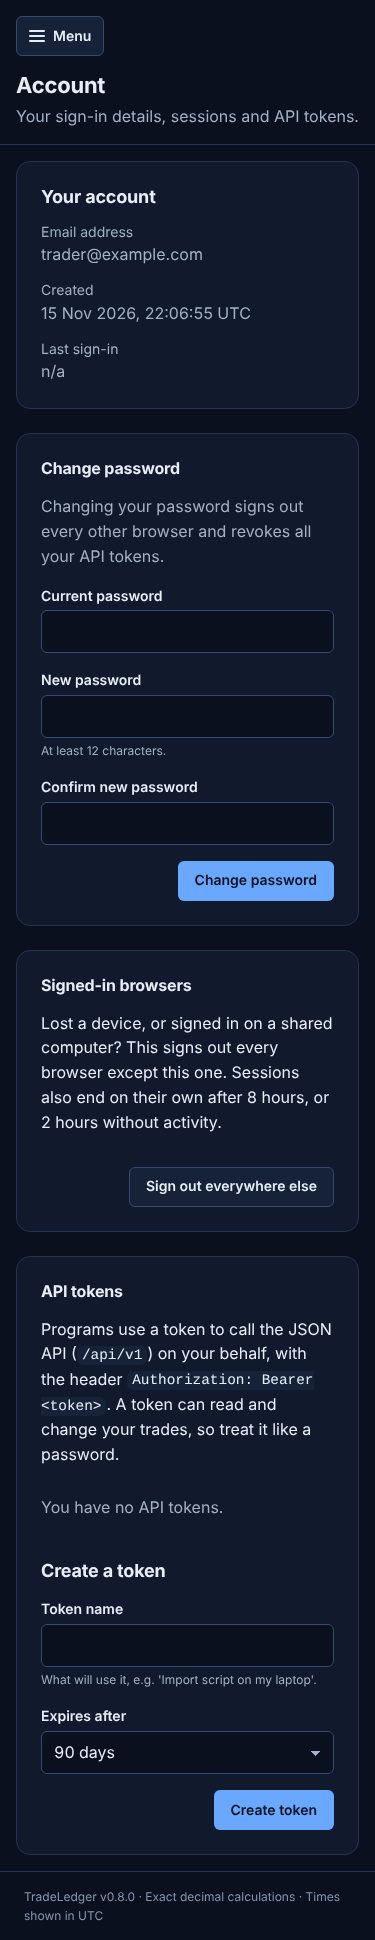 Menu
Account
Your sign-in details, sessions and API tokens.
Your account
Email address
trader@example.com
Created
15 Nov 2026, 22:06:55 UTC
Last sign-in
n/a
Change password
Changing your password signs out
every other browser and revokes all
your API tokens.
Current password
New password
At least 12 characters.
Confirm new password
Change password
Signed-in browsers
Lost a device, or signed in on a shared
computer? This signs out every
browser except this one. Sessions
also end on their own after 8 hours, or
2 hours without activity.
Sign out everywhere else
API tokens
Programs use a token to call the JSON
API ( /api/v1 ) on your behalf, with
the header Authorization: Bearer
<token> . A token can read and
change your trades, so treat it like a
password.
You have no API tokens.
Create a token
Token name
What will use it, e.g. 'Import script on my laptop'.
Expires after
90 days
Create token
TradeLedger v0.8.0 · Exact decimal calculations · Times
shown in UTC